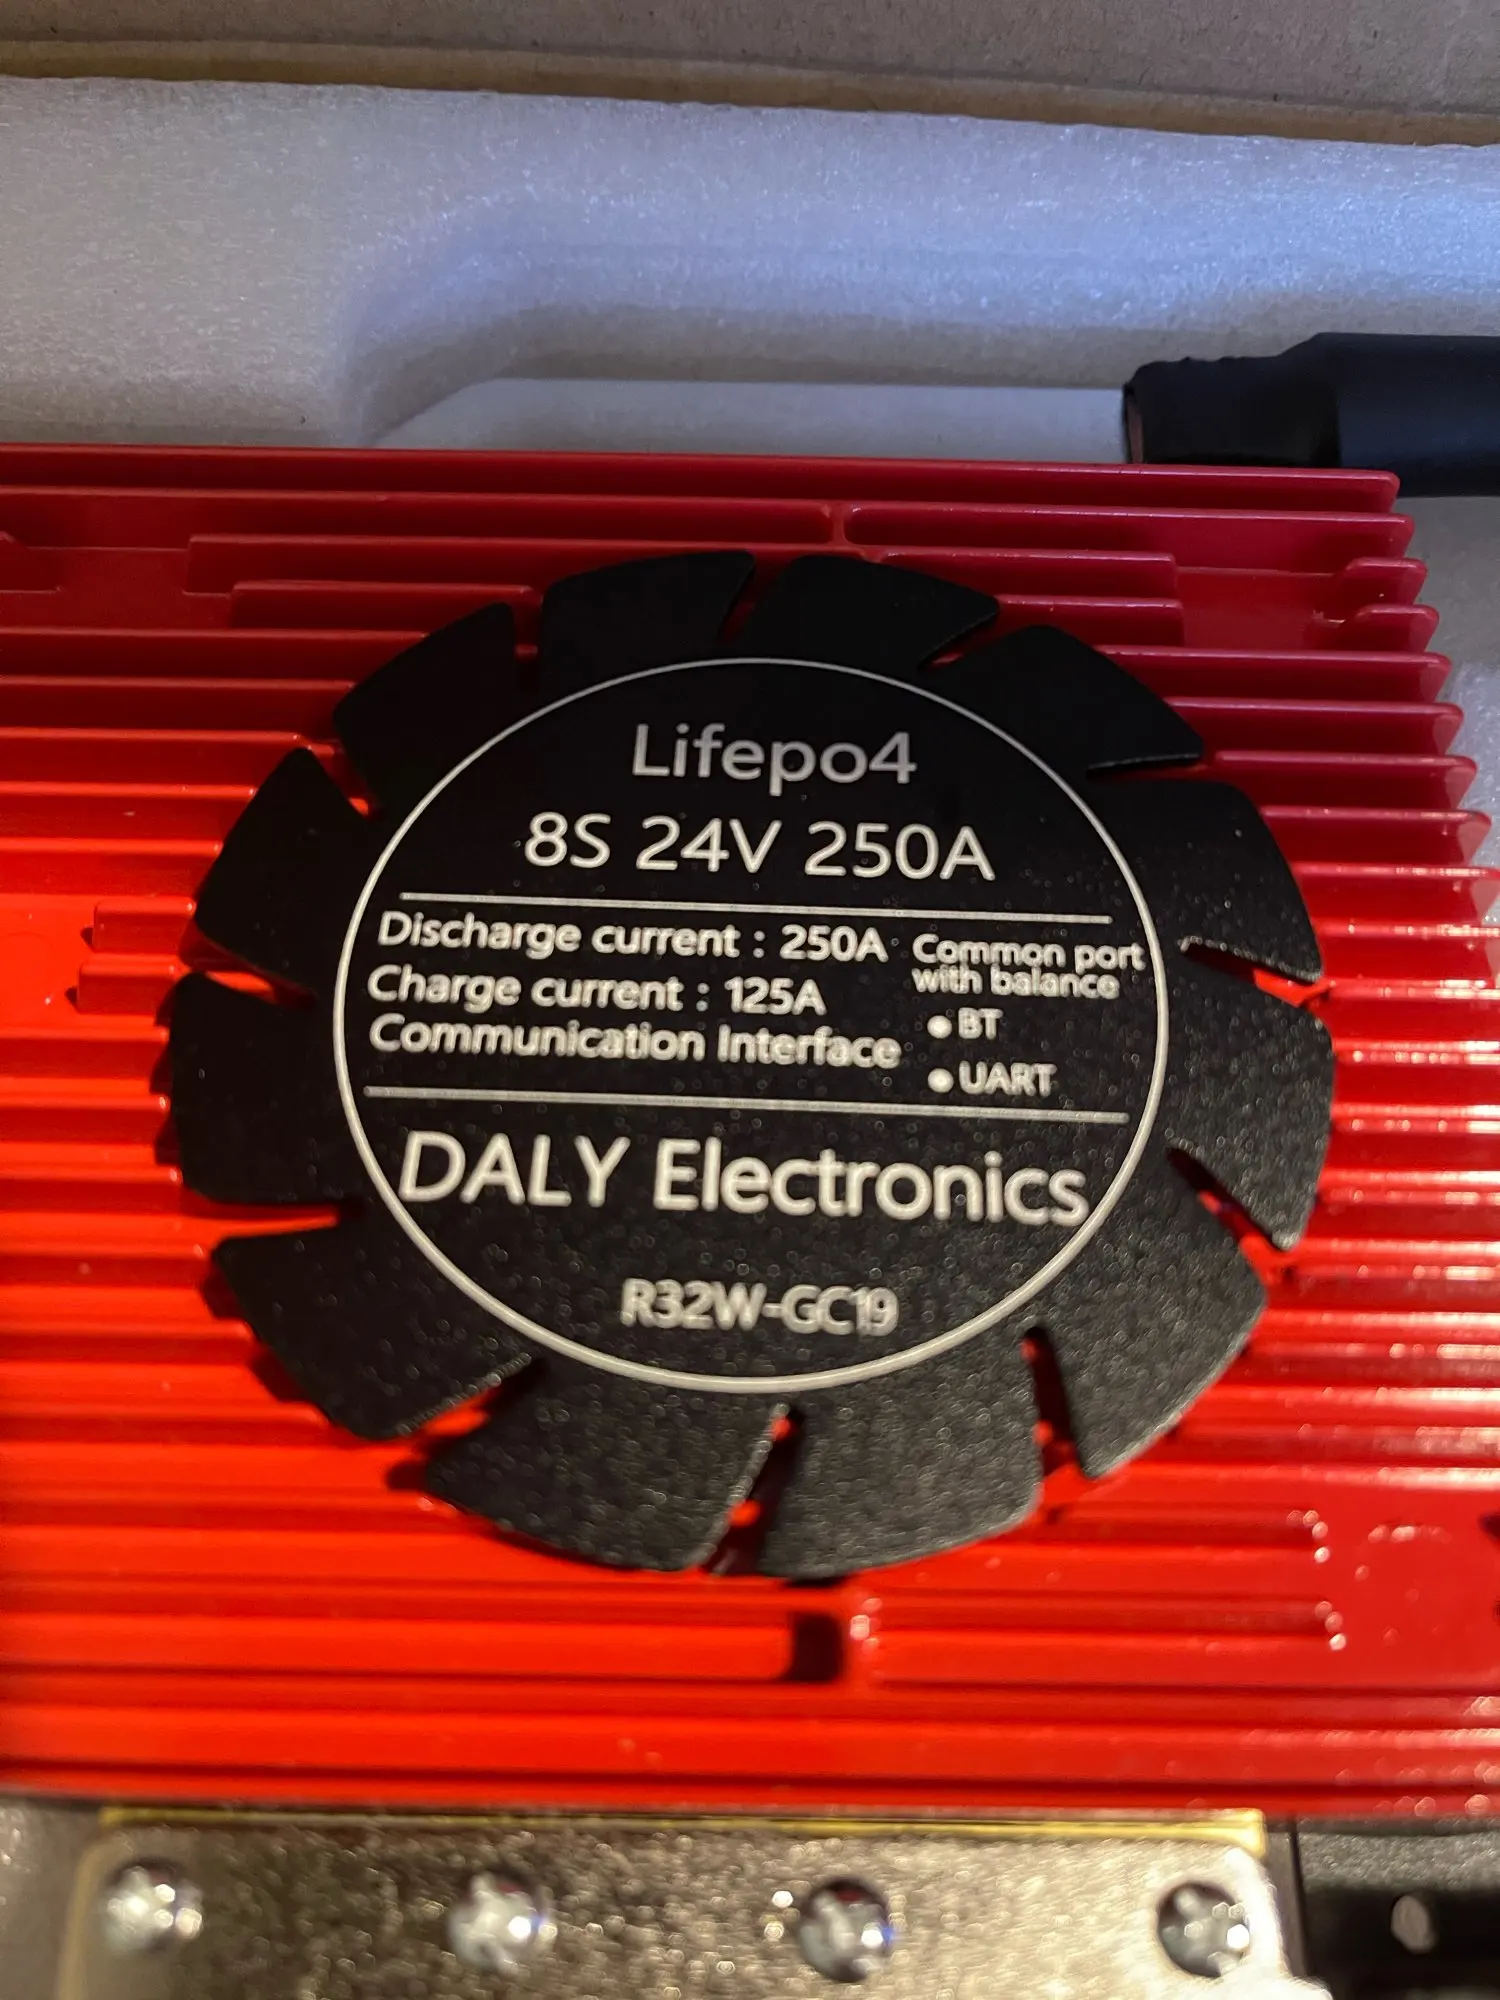 Lifepo4
8S 24V 250A
Discharge current : 250A
Charge current : 125A
Communication Interface
Common port
with balance
● BT
● UART
DALY Electronics
R32W-GC19